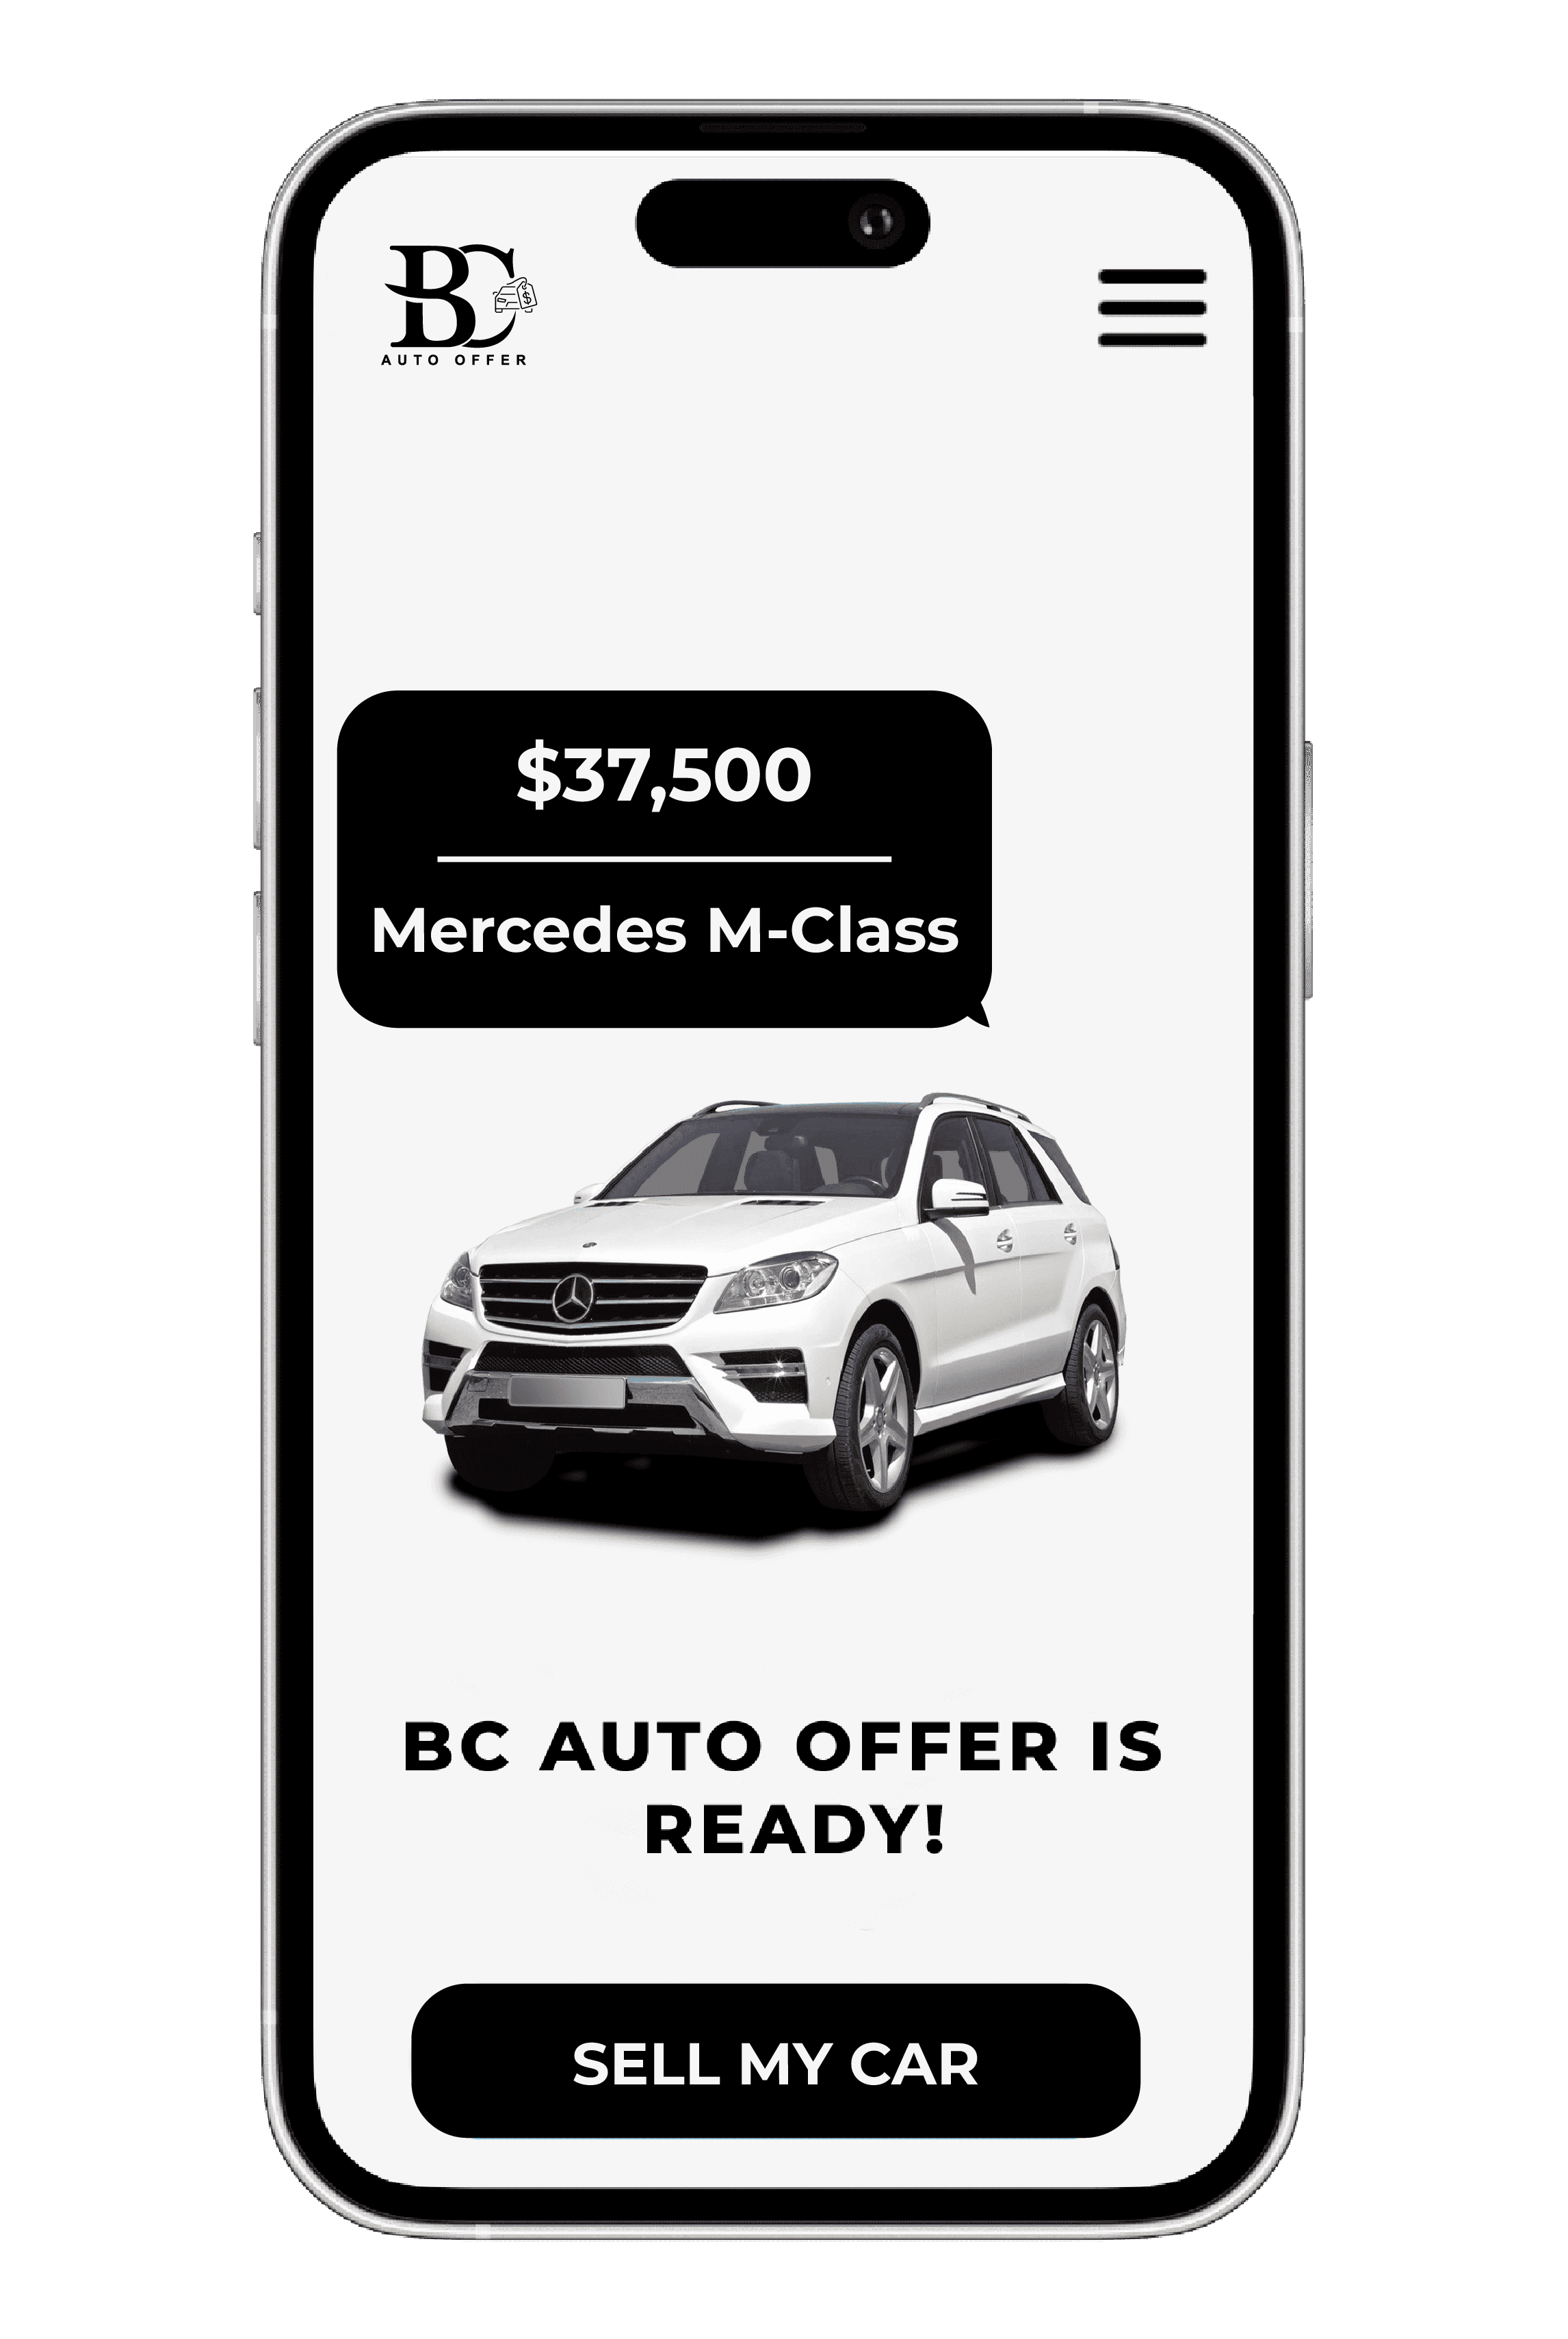 BC
AUTO OFFER
$37,500
Mercedes M-Class
BC AUTO OFFER IS
READY!
SELL MY CAR